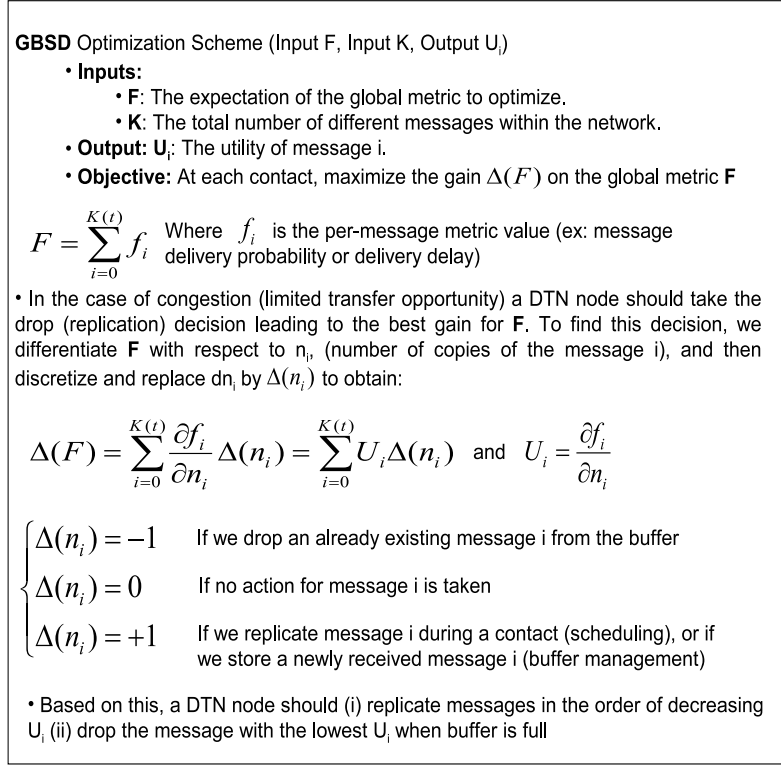 GBSD Optimization Scheme (Input F, Input K, Output Uᵢ)
• Inputs:
• F: The expectation of the global metric to optimize.
• K: The total number of different messages within the network.
• Output: Uᵢ: The utility of message i.
• Objective: At each contact, maximize the gain Δ(F) on the global metric F
F = ∑_{i=0}^{K(t)} fᵢ Where fᵢ is the per-message metric value (ex: message
delivery probability or delivery delay)
• In the case of congestion (limited transfer opportunity) a DTN node should take the
drop (replication) decision leading to the best gain for F. To find this decision, we
differentiate F with respect to nᵢ, (number of copies of the message i), and then
discretize and replace dnᵢ by Δ(nᵢ) to obtain:
Δ(F) = ∑_{i=0}^{K(t)} ∂fᵢ/∂nᵢ Δ(nᵢ) = ∑_{i=0}^{K(t)} UᵢΔ(nᵢ) and Uᵢ = ∂fᵢ/∂nᵢ
Δ(nᵢ) = −1 If we drop an already existing message i from the buffer
Δ(nᵢ) = 0 If no action for message i is taken
Δ(nᵢ) = +1 If we replicate message i during a contact (scheduling), or if
we store a newly received message i (buffer management)
• Based on this, a DTN node should (i) replicate messages in the order of decreasing
Uᵢ (ii) drop the message with the lowest Uᵢ when buffer is full